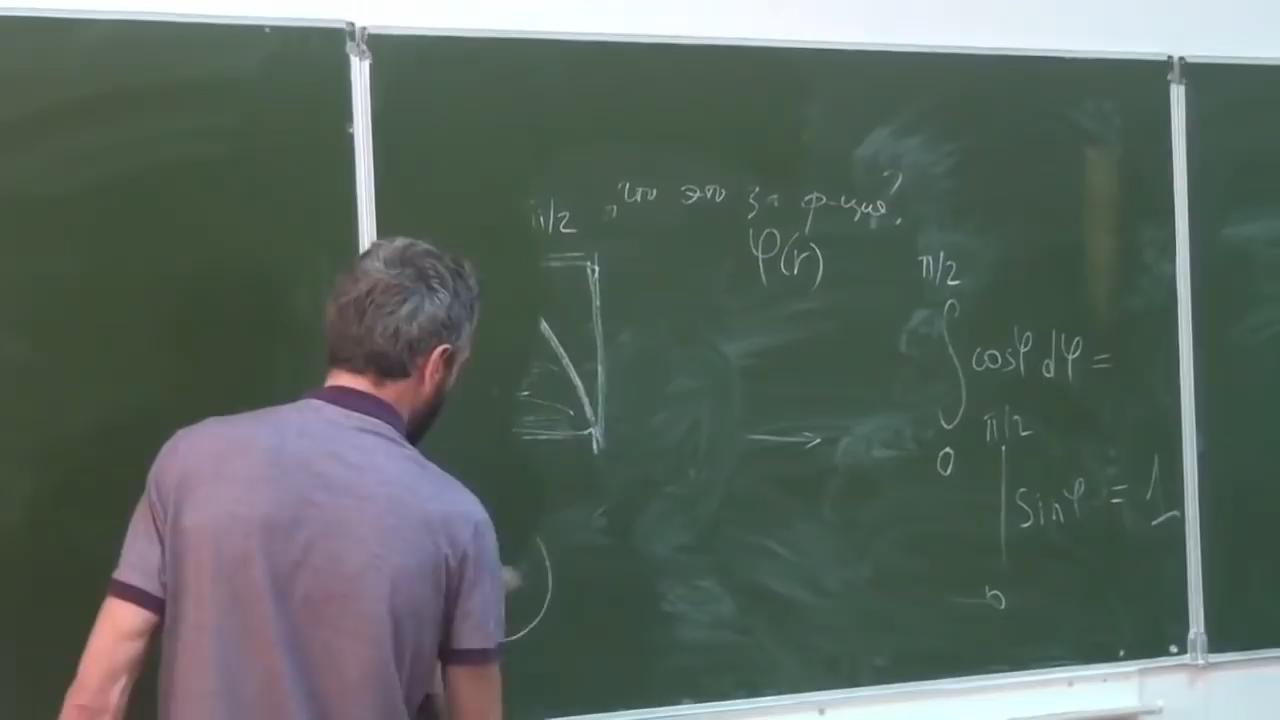 π/2 „что это за ф-ция?
φ(r)
π/2
∫ cosφ dφ =
0
π/2
| sinφ = 1
0